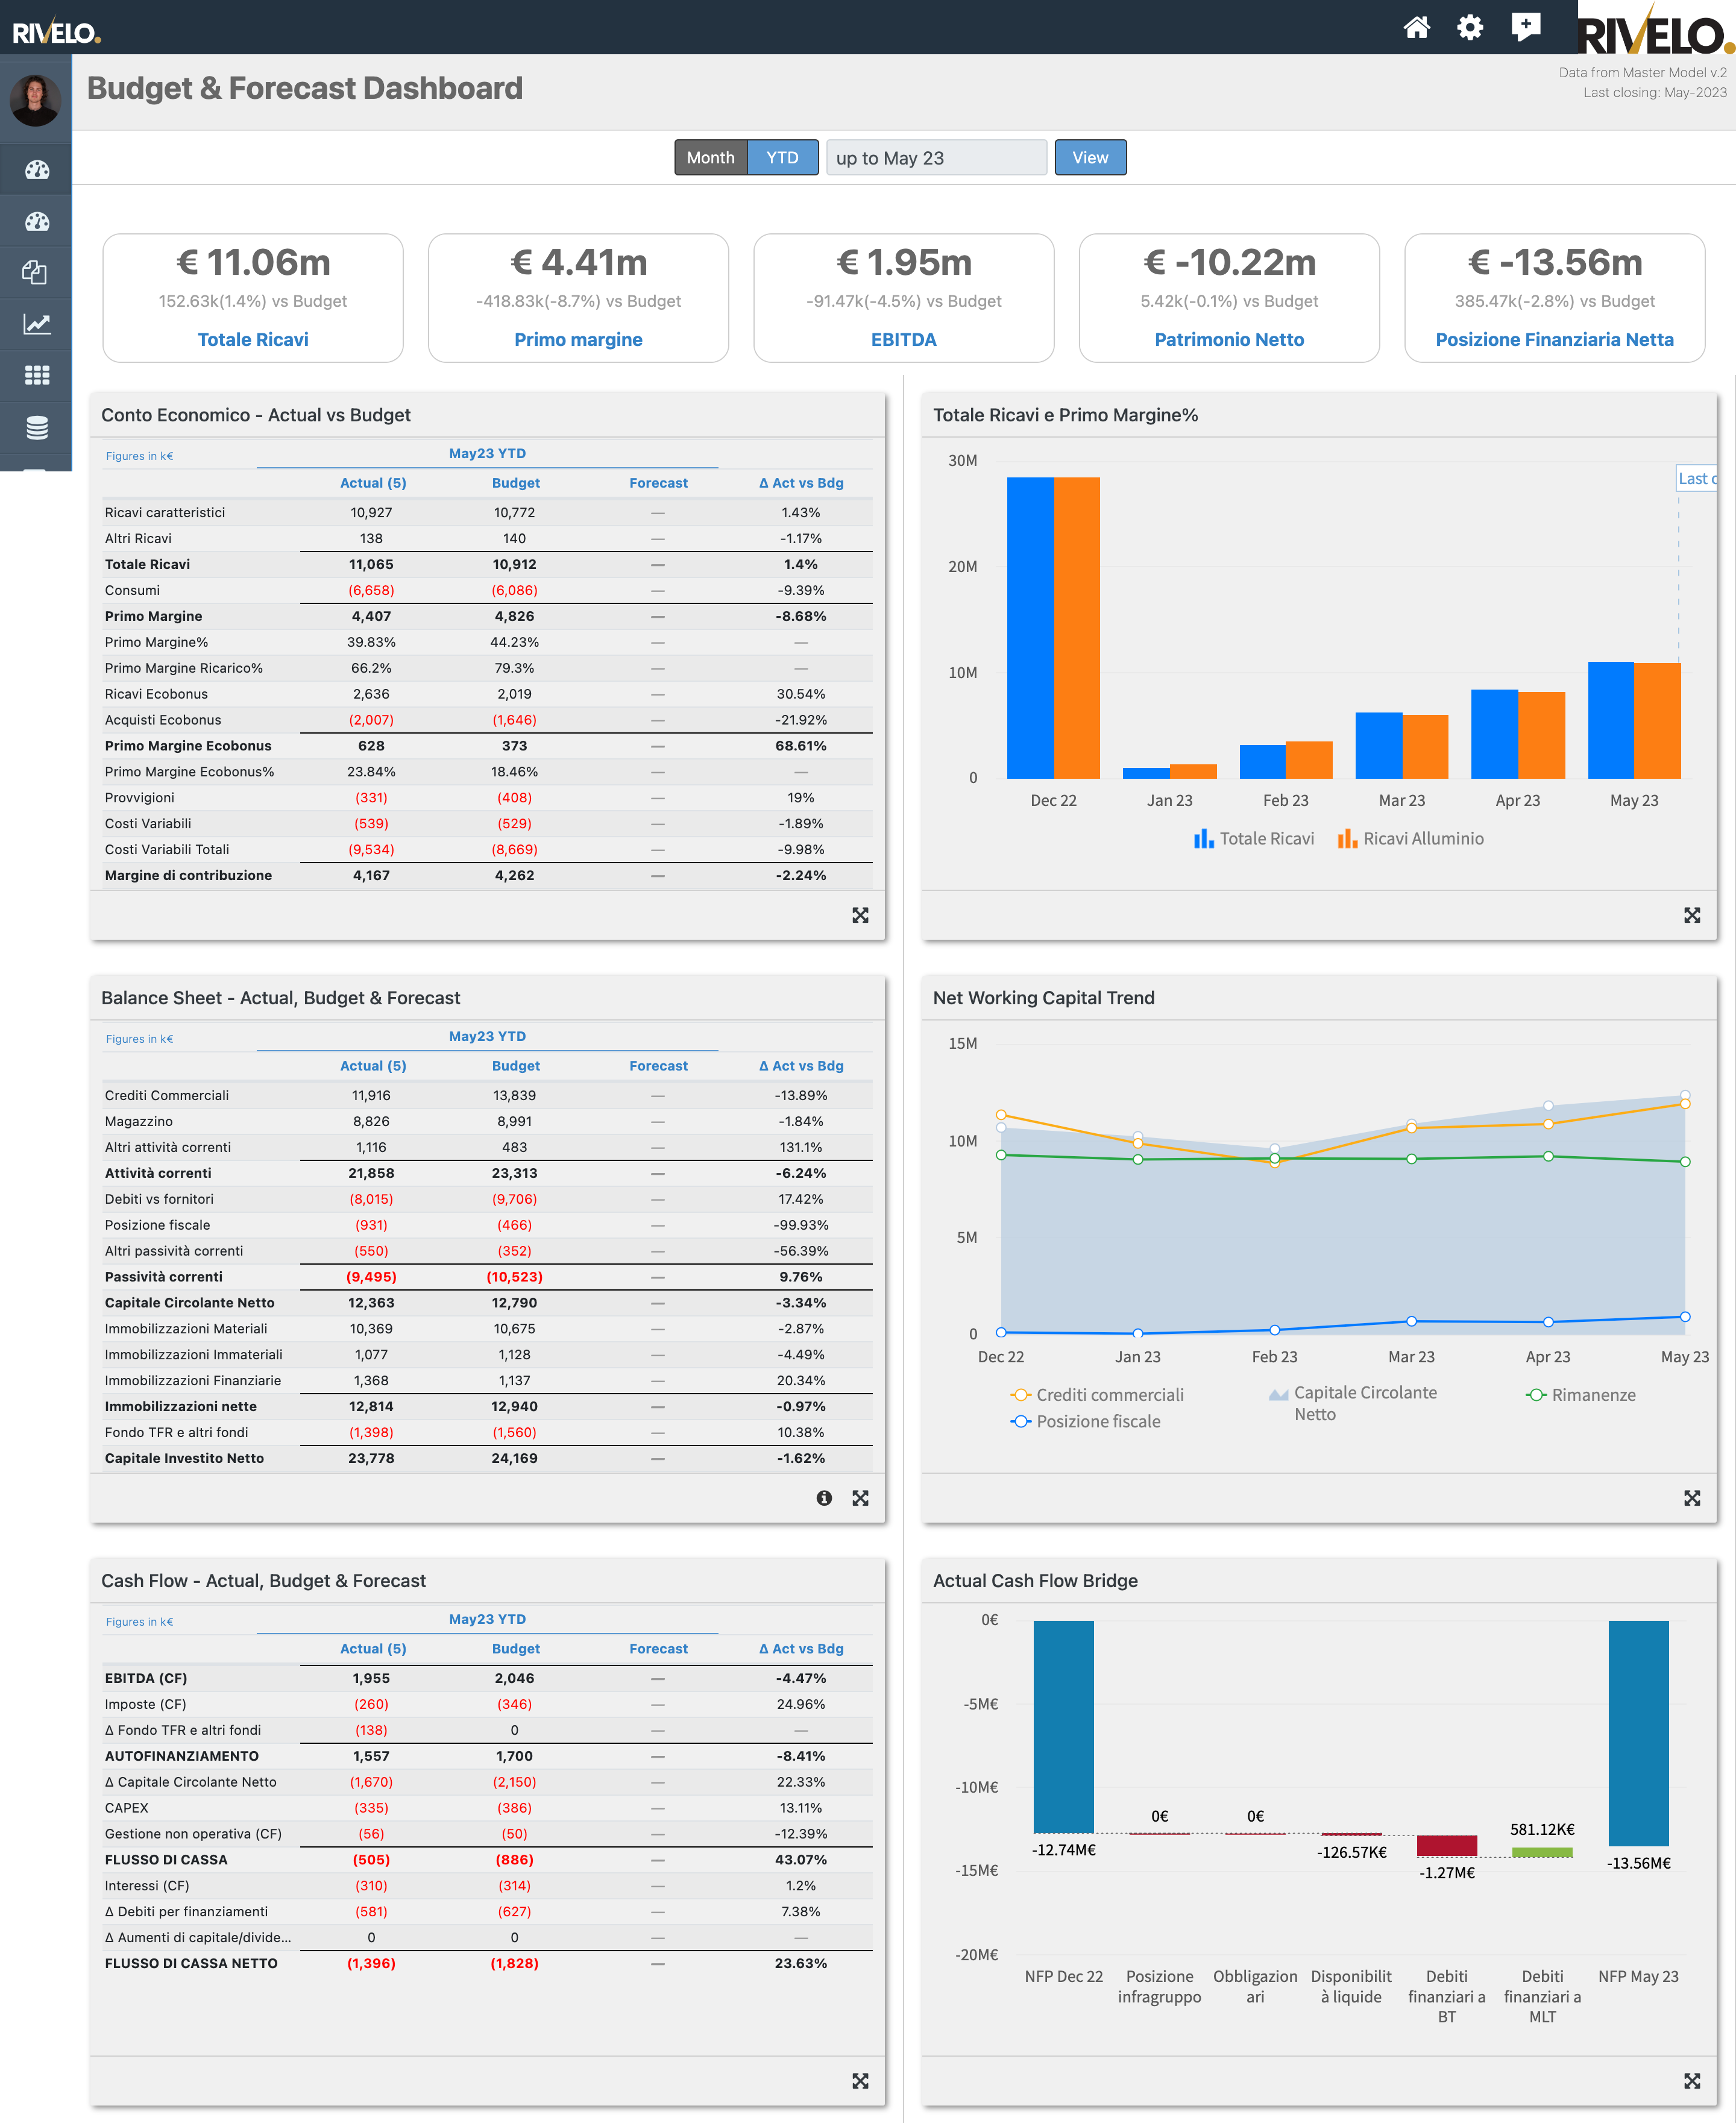 RIVELO.
RIVELO.
Budget & Forecast Dashboard
Data from Master Model v.2
Last closing: May-2023
Month YTD up to May 23 View
€ 11.06m
152.63k(1.4%) vs Budget
Totale Ricavi
€ 4.41m
-418.83k(-8.7%) vs Budget
Primo margine
€ 1.95m
-91.47k(-4.5%) vs Budget
EBITDA
€ -10.22m
5.42k(-0.1%) vs Budget
Patrimonio Netto
€ -13.56m
385.47k(-2.8%) vs Budget
Posizione Finanziaria Netta
Conto Economico - Actual vs Budget
Figures in k€ May23 YTD
Actual (5) Budget Forecast Δ Act vs Bdg
Ricavi caratteristici 10,927 10,772 — 1.43%
Altri Ricavi 138 140 — -1.17%
Totale Ricavi 11,065 10,912 — 1.4%
Consumi (6,658) (6,086) — -9.39%
Primo Margine 4,407 4,826 — -8.68%
Primo Margine% 39.83% 44.23% — —
Primo Margine Ricarico% 66.2% 79.3% — —
Ricavi Ecobonus 2,636 2,019 — 30.54%
Acquisti Ecobonus (2,007) (1,646) — -21.92%
Primo Margine Ecobonus 628 373 — 68.61%
Primo Margine Ecobonus% 23.84% 18.46% — —
Provvigioni (331) (408) — 19%
Costi Variabili (539) (529) — -1.89%
Costi Variabili Totali (9,534) (8,669) — -9.98%
Margine di contribuzione 4,167 4,262 — -2.24%
Totale Ricavi e Primo Margine%
30M
Last c
20M
10M
0
Dec 22 Jan 23 Feb 23 Mar 23 Apr 23 May 23
Totale Ricavi Ricavi Alluminio
Balance Sheet - Actual, Budget & Forecast
Figures in k€ May23 YTD
Actual (5) Budget Forecast Δ Act vs Bdg
Crediti Commerciali 11,916 13,839 — -13.89%
Magazzino 8,826 8,991 — -1.84%
Altri attività correnti 1,116 483 — 131.1%
Attività correnti 21,858 23,313 — -6.24%
Debiti vs fornitori (8,015) (9,706) — 17.42%
Posizione fiscale (931) (466) — -99.93%
Altri passività correnti (550) (352) — -56.39%
Passività correnti (9,495) (10,523) — 9.76%
Capitale Circolante Netto 12,363 12,790 — -3.34%
Immobilizzazioni Materiali 10,369 10,675 — -2.87%
Immobilizzazioni Immateriali 1,077 1,128 — -4.49%
Immobilizzazioni Finanziarie 1,368 1,137 — 20.34%
Immobilizzazioni nette 12,814 12,940 — -0.97%
Fondo TFR e altri fondi (1,398) (1,560) — 10.38%
Capitale Investito Netto 23,778 24,169 — -1.62%
Net Working Capital Trend
15M
10M
5M
0
Dec 22 Jan 23 Feb 23 Mar 23 Apr 23 May 23
Crediti commerciali Capitale Circolante Rimanenze
Netto
Posizione fiscale
Cash Flow - Actual, Budget & Forecast
Figures in k€ May23 YTD
Actual (5) Budget Forecast Δ Act vs Bdg
EBITDA (CF) 1,955 2,046 — -4.47%
Imposte (CF) (260) (346) — 24.96%
Δ Fondo TFR e altri fondi (138) 0 — —
AUTOFINANZIAMENTO 1,557 1,700 — -8.41%
Δ Capitale Circolante Netto (1,670) (2,150) — 22.33%
CAPEX (335) (386) — 13.11%
Gestione non operativa (CF) (56) (50) — -12.39%
FLUSSO DI CASSA (505) (886) — 43.07%
Interessi (CF) (310) (314) — 1.2%
Δ Debiti per finanziamenti (581) (627) — 7.38%
Δ Aumenti di capitale/divide... 0 0 — —
FLUSSO DI CASSA NETTO (1,396) (1,828) — 23.63%
Actual Cash Flow Bridge
0€
-5M€
-10M€
-15M€
-20M€
-12.74M€ 0€ 0€ -126.57K€ -1.27M€ 581.12K€ -13.56M€
NFP Dec 22 Posizione Obbligazion Disponibilit Debiti Debiti NFP May 23
infragruppo ari à liquide finanziari a finanziari a
BT MLT